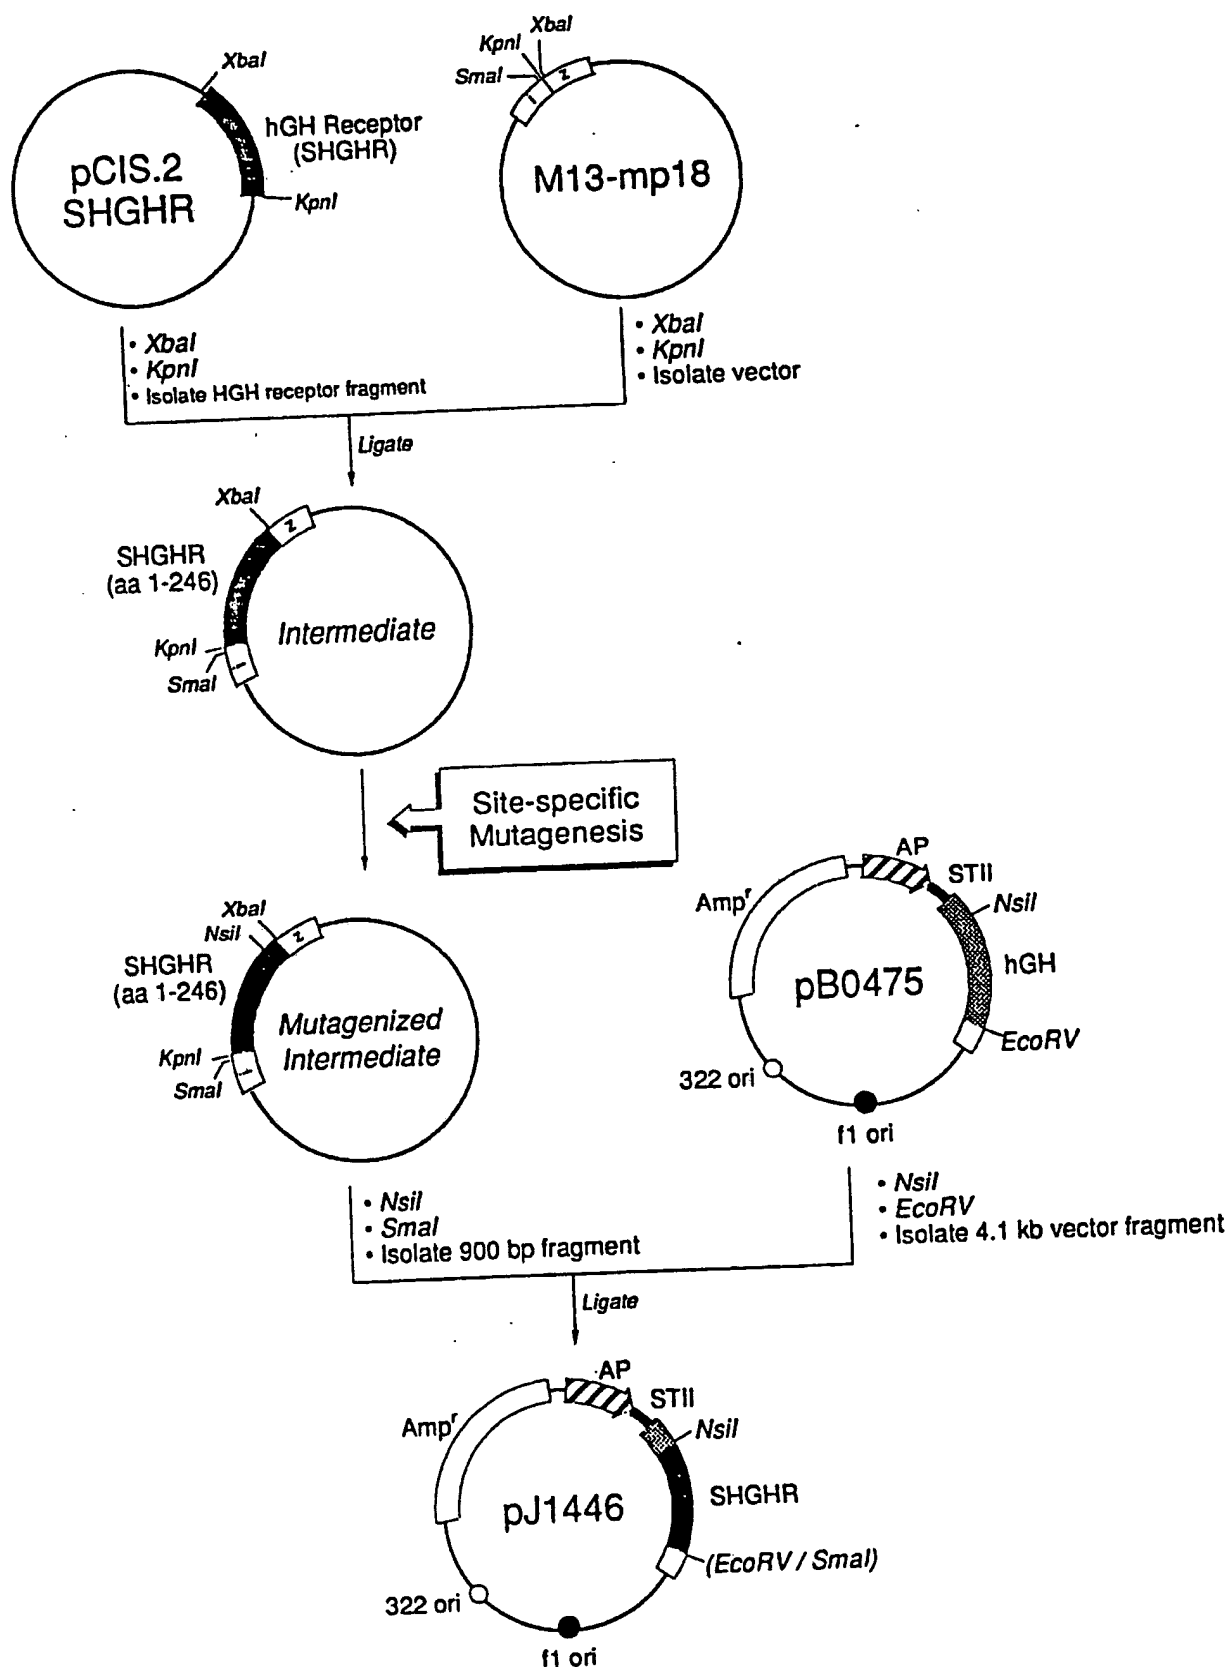 XbaI
hGH Receptor
(SHGHR)
pCIS.2
SHGHR
KpnI
XbaI
KpnI
SmaI
i
z
M13-mp18
• XbaI
• KpnI
• Isolate HGH receptor fragment
• XbaI
• KpnI
• Isolate vector
Ligate
XbaI
z
SHGHR
(aa 1-246)
Intermediate
KpnI
SmaI
i
Site-specific
Mutagenesis
XbaI
NsiI
z
SHGHR
(aa 1-246)
Mutagenized
Intermediate
KpnI
SmaI
i
AP
STII
Ampʳ
NsiI
hGH
pB0475
EcoRV
322 ori
f1 ori
• NsiI
• SmaI
• Isolate 900 bp fragment
• NsiI
• EcoRV
• Isolate 4.1 kb vector fragment
Ligate
AP
STII
Ampʳ
NsiI
SHGHR
pJ1446
(EcoRV / SmaI)
322 ori
f1 ori